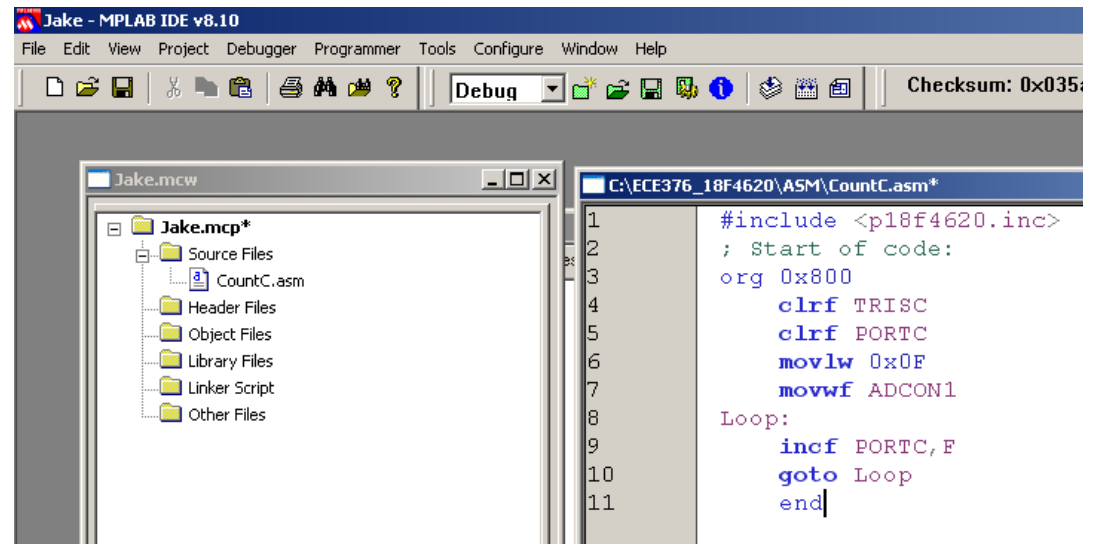 Jake - MPLAB IDE v8.10
File Edit View Project Debugger Programmer Tools Configure Window Help
Debug
Checksum: 0x035
Jake.mcw
Jake.mcp*
Source Files
CountC.asm
Header Files
Object Files
Library Files
Linker Script
Other Files
C:\ECE376_18F4620\ASM\CountC.asm*
1 #include <p18f4620.inc>
2 ; Start of code:
3 org 0x800
4 clrf TRISC
5 clrf PORTC
6 movlw 0x0F
7 movwf ADCON1
8 Loop:
9 incf PORTC,F
10 goto Loop
11 end